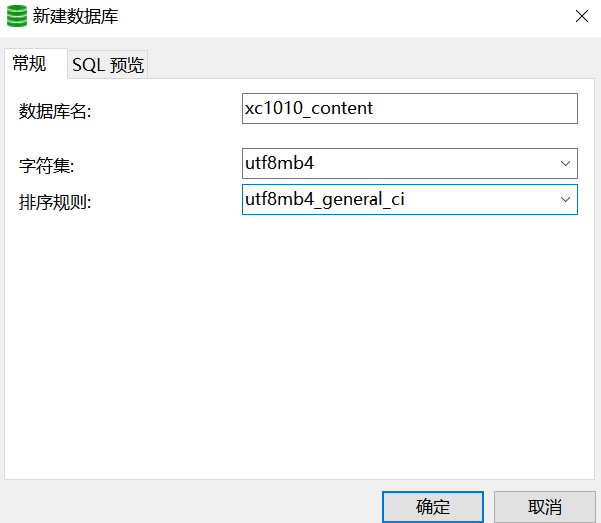 新建数据库
常规 SQL 预览
数据库名: xc1010_content
字符集: utf8mb4
排序规则: utf8mb4_general_ci
确定 取消